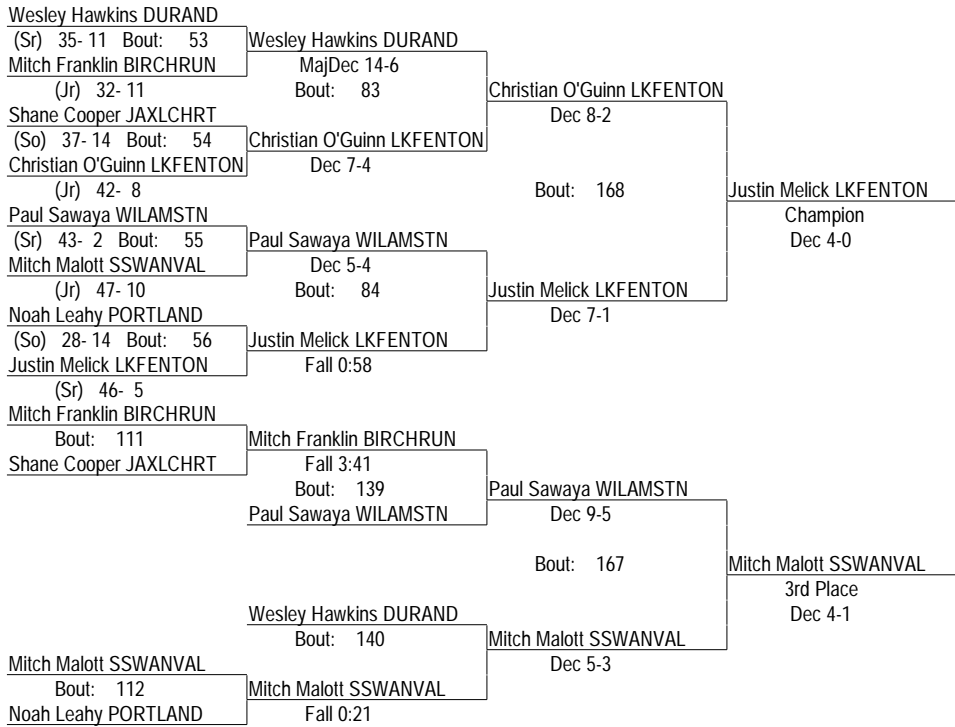 Wesley Hawkins DURAND
(Sr) 35- 11 Bout: 53 Wesley Hawkins DURAND
Mitch Franklin BIRCHRUN MajDec 14-6
(Jr) 32- 11 Bout: 83 Christian O'Guinn LKFENTON
Shane Cooper JAXLCHRT Dec 8-2
(So) 37- 14 Bout: 54 Christian O'Guinn LKFENTON
Christian O'Guinn LKFENTON Dec 7-4
(Jr) 42- 8 Bout: 168 Justin Melick LKFENTON
Paul Sawaya WILAMSTN Champion
(Sr) 43- 2 Bout: 55 Paul Sawaya WILAMSTN Dec 4-0
Mitch Malott SSWANVAL Dec 5-4
(Jr) 47- 10 Bout: 84 Justin Melick LKFENTON
Noah Leahy PORTLAND Dec 7-1
(So) 28- 14 Bout: 56 Justin Melick LKFENTON
Justin Melick LKFENTON Fall 0:58
(Sr) 46- 5
Mitch Franklin BIRCHRUN
Bout: 111 Mitch Franklin BIRCHRUN
Shane Cooper JAXLCHRT Fall 3:41
Bout: 139 Paul Sawaya WILAMSTN
Paul Sawaya WILAMSTN Dec 9-5
Bout: 167 Mitch Malott SSWANVAL
3rd Place
Wesley Hawkins DURAND Dec 4-1
Bout: 140 Mitch Malott SSWANVAL
Mitch Malott SSWANVAL Dec 5-3
Bout: 112 Mitch Malott SSWANVAL
Noah Leahy PORTLAND Fall 0:21